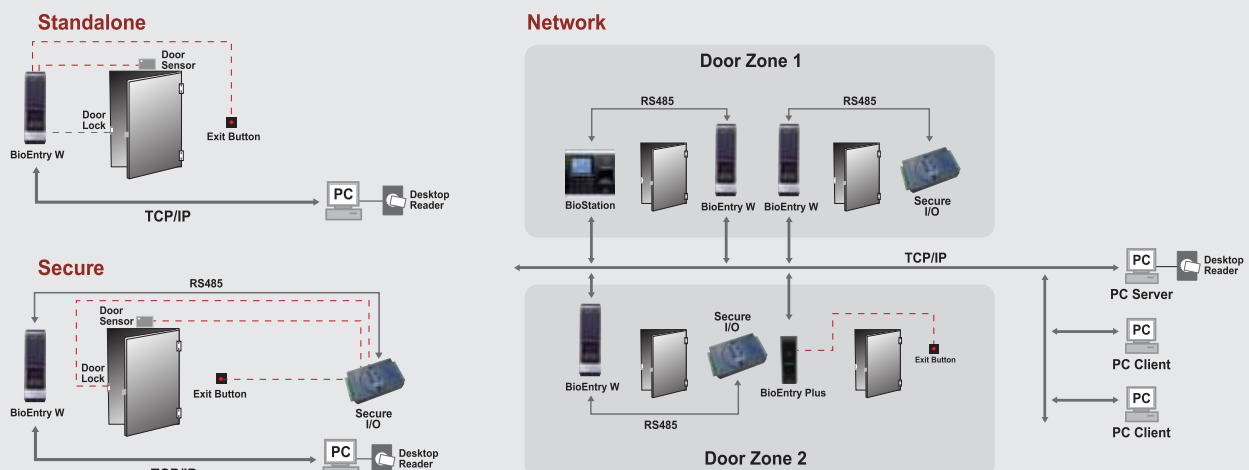 Standalone
Door
Sensor
Door
Lock
Exit Button
BioEntry W
PC
Desktop
Reader
TCP/IP
Secure
RS485
Door
Sensor
Door
Lock
Exit Button
BioEntry W
Secure
I/O
PC
Desktop
Reader
TCP/IP
Network
Door Zone 1
RS485
RS485
BioStation
BioEntry W
BioEntry W
Secure
I/O
TCP/IP
PC
Desktop
Reader
PC Server
PC
PC Client
PC
PC Client
Secure
I/O
BioEntry W
BioEntry Plus
Exit Button
RS485
Door Zone 2